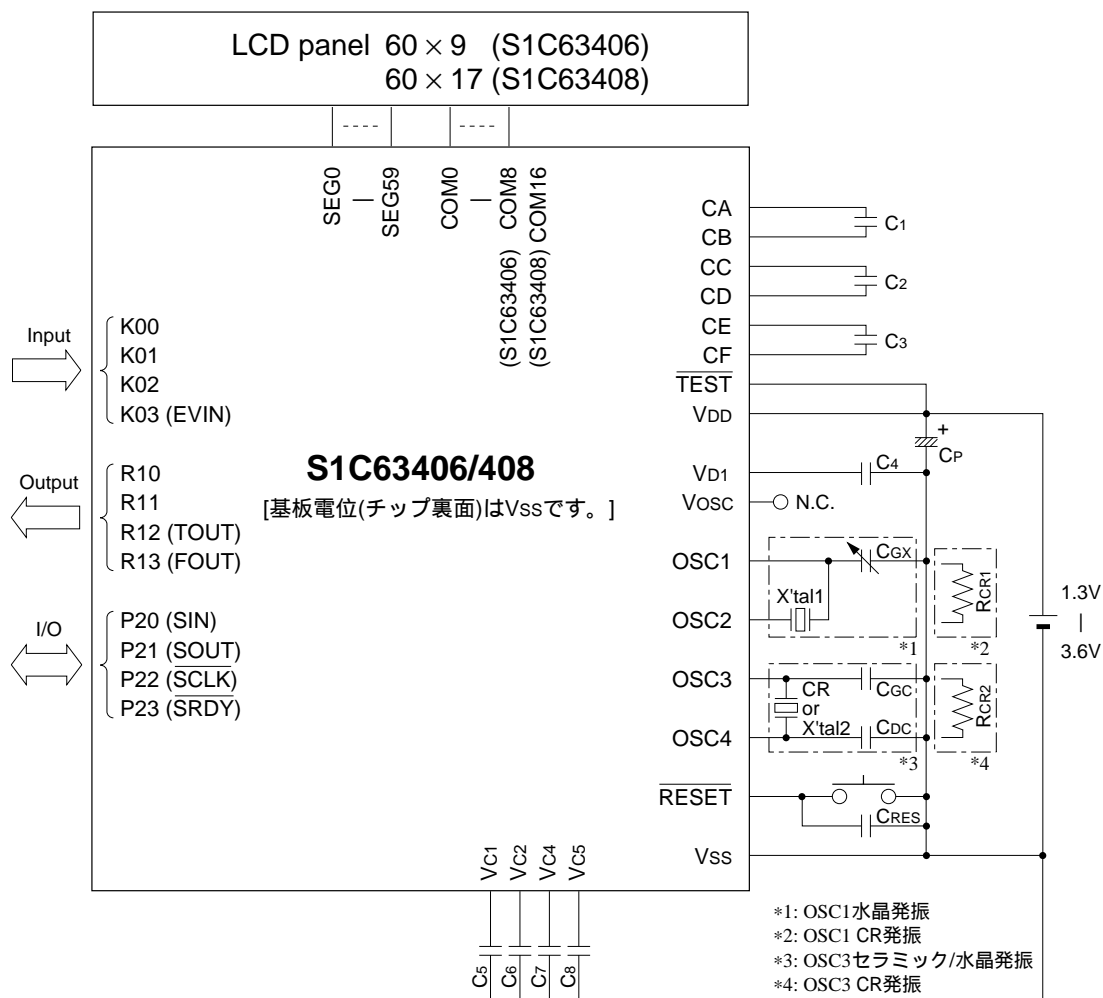 LCD panel 60 × 9 (S1C63406)
60 × 17 (S1C63408)
SEG0
SEG59
COM0
COM8
(S1C63406)
COM16
(S1C63408)
Input
K00
K01
K02
K03 (EVIN)
Output
R10
R11
R12 (TOUT)
R13 (FOUT)
I/O
P20 (SIN)
P21 (SOUT)
P22 (SCLK)
P23 (SRDY)
S1C63406/408
[基板電位(チップ裏面)はVssです。]
CA
CB
CC
CD
CE
CF
TEST
VDD
VD1
VOSC
OSC1
OSC2
OSC3
OSC4
RESET
VSS
C1
C2
C3
+
CP
C4
N.C.
CGX
X'tal1
*1
RCR1
*2
CGC
CR
or
X'tal2
CDC
*3
RCR2
*4
CRES
1.3V
|
3.6V
VC1
VC2
VC4
VC5
C5
C6
C7
C8
*1: OSC1水晶発振
*2: OSC1 CR発振
*3: OSC3セラミック/水晶発振
*4: OSC3 CR発振